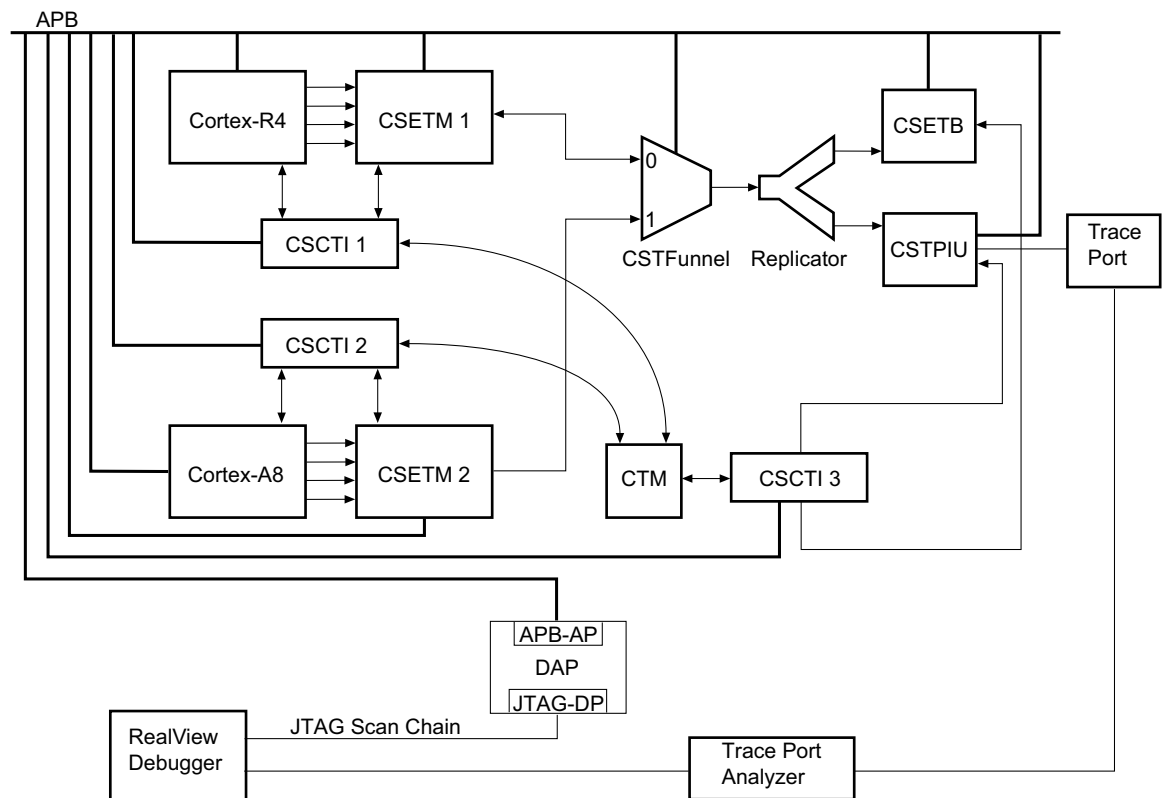 APB
Cortex-R4
CSETM 1
CSETB
0
1
CSTFunnel
Replicator
CSTPIU
Trace
Port
CSCTI 1
CSCTI 2
Cortex-A8
CSETM 2
CTM
CSCTI 3
APB-AP
DAP
JTAG-DP
JTAG Scan Chain
RealView
Debugger
Trace Port
Analyzer